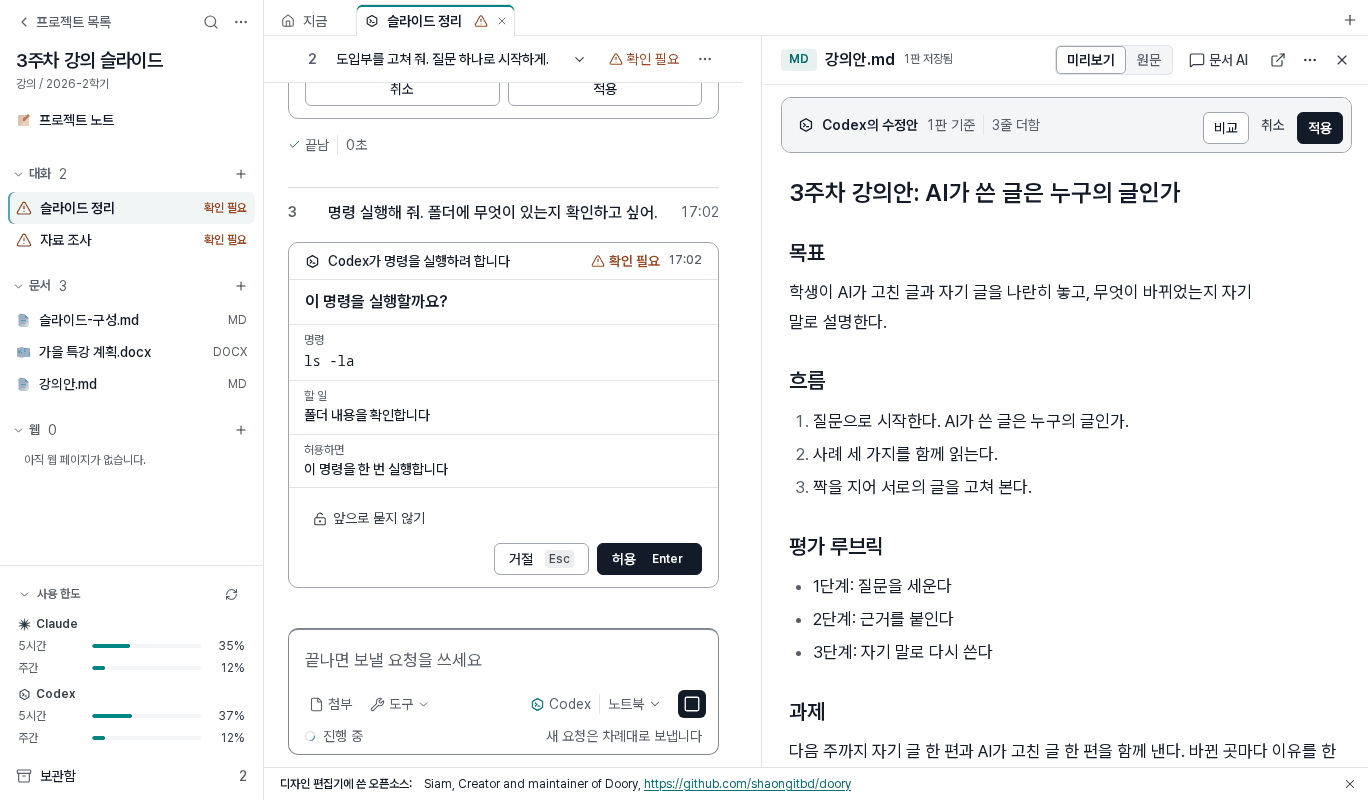 프로젝트 목록
3주차 강의 슬라이드
강의 / 2026-2학기
프로젝트 노트
대화 2
슬라이드 정리 확인 필요
자료 조사 확인 필요
문서 3
슬라이드-구성.md MD
가을 특강 계획.docx DOCX
강의안.md MD
웹 0
아직 웹 페이지가 없습니다.
사용 한도
Claude
5시간 35%
주간 12%
Codex
5시간 37%
주간 12%
보관함 2
지금
슬라이드 정리
2 도입부를 고쳐 줘. 질문 하나로 시작하게. 확인 필요
취소 적용
끝남 0초
3 명령 실행해 줘. 폴더에 무엇이 있는지 확인하고 싶어. 17:02
Codex가 명령을 실행하려 합니다 확인 필요 17:02
이 명령을 실행할까요?
명령
ls -la
할 일
폴더 내용을 확인합니다
허용하면
이 명령을 한 번 실행합니다
앞으로 묻지 않기
거절 Esc 허용 Enter
끝나면 보낼 요청을 쓰세요
첨부 도구 Codex 노트북
진행 중 새 요청은 차례대로 보냅니다
MD 강의안.md 1판 저장됨 미리보기 원문 문서 AI
Codex의 수정안 1판 기준 3줄 더함 비교 취소 적용
3주차 강의안: AI가 쓴 글은 누구의 글인가
목표
학생이 AI가 고친 글과 자기 글을 나란히 놓고, 무엇이 바뀌었는지 자기
말로 설명한다.
흐름
1. 질문으로 시작한다. AI가 쓴 글은 누구의 글인가.
2. 사례 세 가지를 함께 읽는다.
3. 짝을 지어 서로의 글을 고쳐 본다.
평가 루브릭
• 1단계: 질문을 세운다
• 2단계: 근거를 붙인다
• 3단계: 자기 말로 다시 쓴다
과제
다음 주까지 자기 글 한 편과 AI가 고친 글 한 편을 함께 낸다. 바뀐 곳마다 이유를 한
디자인 편집기에 쓴 오픈소스: Siam, Creator and maintainer of Doory, https://github.com/shaongitbd/doory